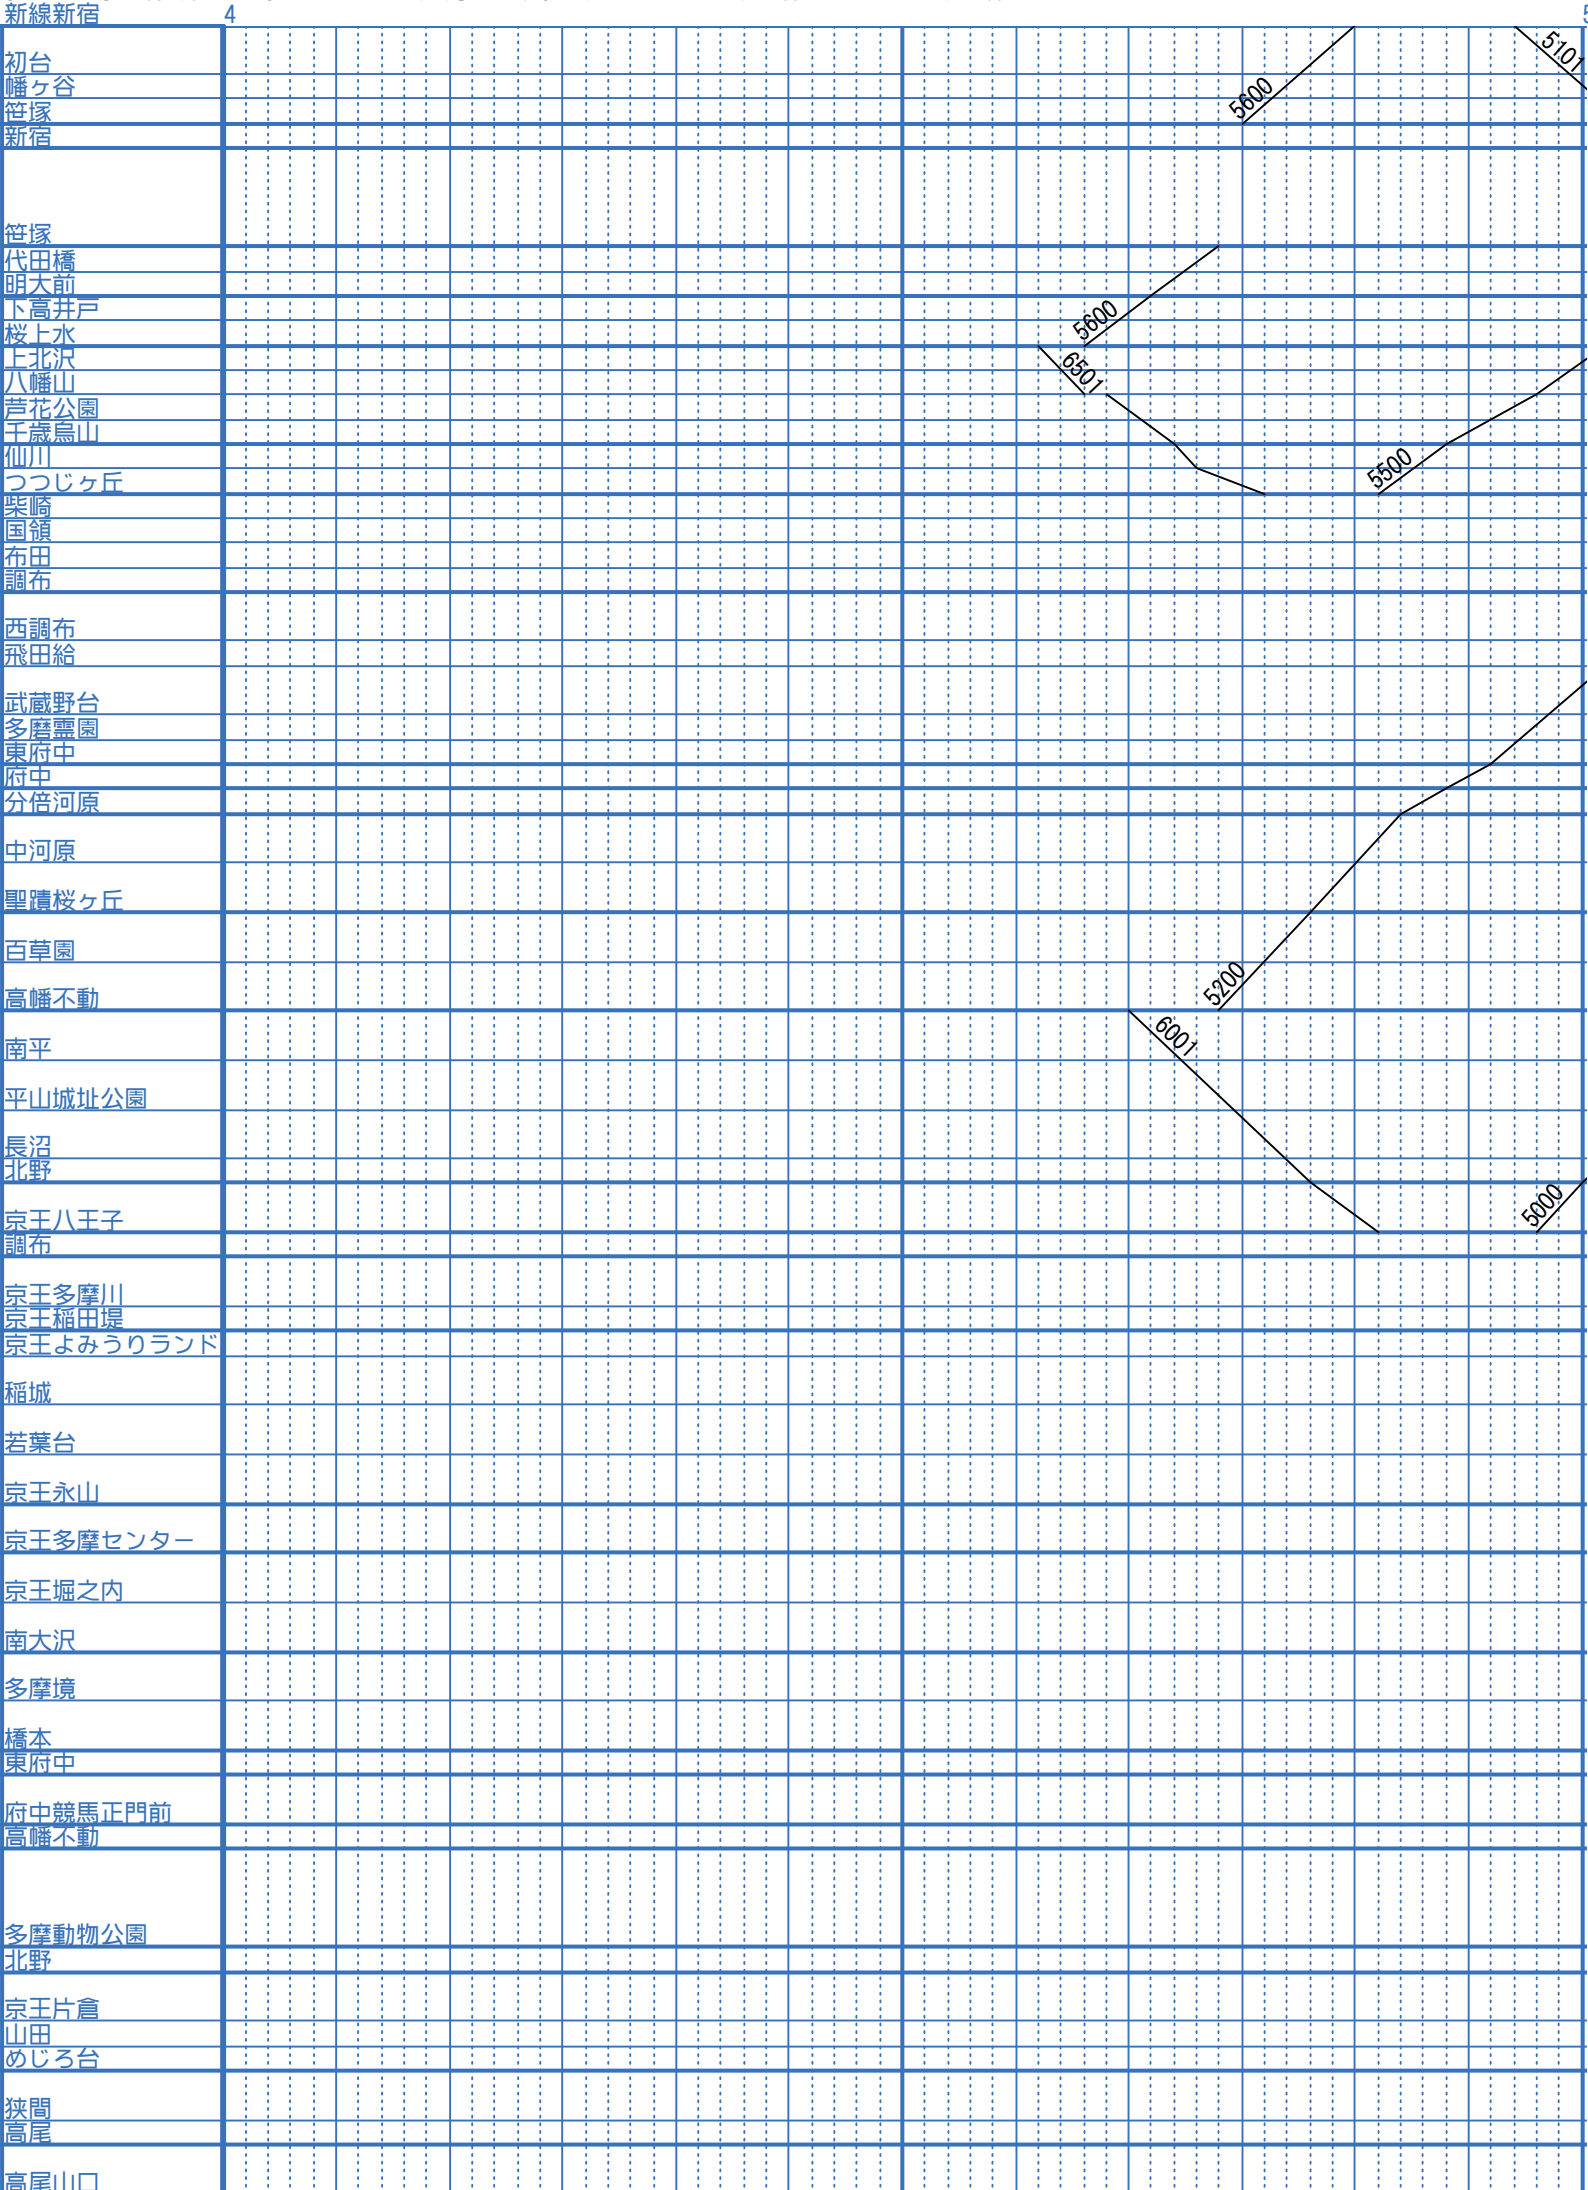 新線新宿 4 5
初台 5101
幡ヶ谷
笹塚 5600
新宿
笹塚
代田橋
明大前
下高井戸
桜上水 5600
上北沢
八幡山 6501
芦花公園
千歳烏山
仙川
つつじヶ丘 5500
柴崎
国領
布田
調布
西調布
飛田給
武蔵野台
多磨霊園
東府中
府中
分倍河原
中河原
聖蹟桜ヶ丘
百草園
高幡不動 5200
南平 6001
平山城址公園
長沼
北野
京王八王子 5000
調布
京王多摩川
京王稲田堤
京王よみうりランド
稲城
若葉台
京王永山
京王多摩センター
京王堀之内
南大沢
多摩境
橋本
東府中
府中競馬正門前
高幡不動
多摩動物公園
北野
京王片倉
山田
めじろ台
狭間
高尾
高尾山口